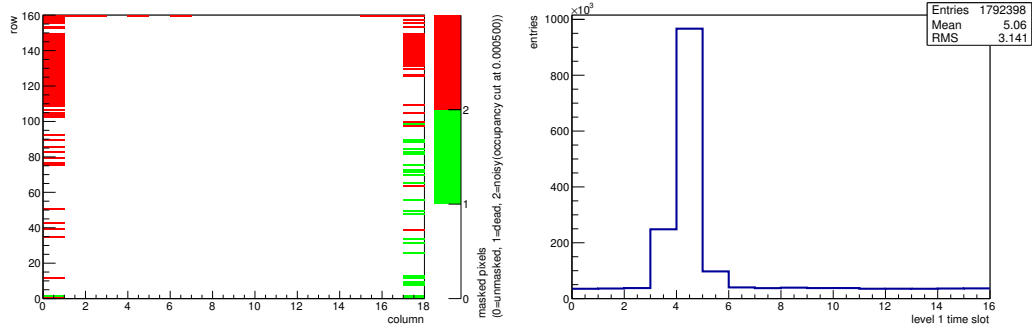 row
160
140
120
100
80
60
40
20
0
0 2 4 6 8 10 12 14 16 18
column
2
1
0
masked pixels
(0=unmasked, 1=dead, 2=noisy(occupancy cut at 0.000500))
×10³
entries
1000
800
600
400
200
0
0 2 4 6 8 10 12 14 16
level 1 time slot
Entries 1792398
Mean 5.06
RMS 3.141